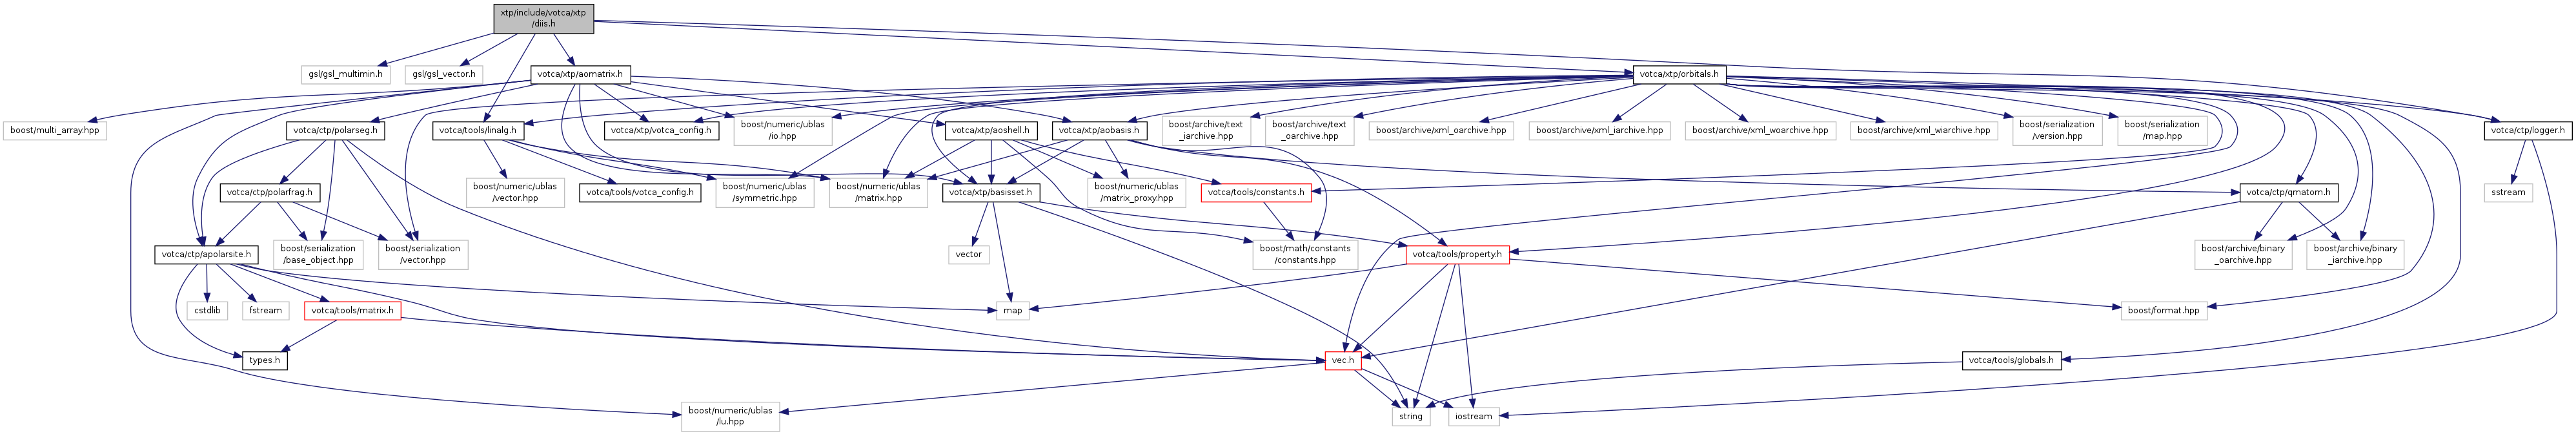 xtp/include/votca/xtp
/diis.h
gsl/gsl_multimin.h
gsl/gsl_vector.h
votca/xtp/aomatrix.h
votca/xtp/orbitals.h
boost/multi_array.hpp
votca/ctp/polarseg.h
votca/tools/linalg.h
votca/xtp/votca_config.h
boost/numeric/ublas
/io.hpp
votca/xtp/aoshell.h
votca/xtp/aobasis.h
boost/archive/text
_iarchive.hpp
boost/archive/text
_oarchive.hpp
boost/archive/xml_oarchive.hpp
boost/archive/xml_iarchive.hpp
boost/archive/xml_woarchive.hpp
boost/archive/xml_wiarchive.hpp
boost/serialization
/version.hpp
boost/serialization
/map.hpp
votca/ctp/logger.h
votca/ctp/polarfrag.h
boost/numeric/ublas
/vector.hpp
votca/tools/votca_config.h
boost/numeric/ublas
/symmetric.hpp
boost/numeric/ublas
/matrix.hpp
votca/xtp/basisset.h
boost/numeric/ublas
/matrix_proxy.hpp
votca/tools/constants.h
votca/ctp/qmatom.h
sstream
votca/ctp/apolarsite.h
boost/serialization
/base_object.hpp
boost/serialization
/vector.hpp
vector
boost/math/constants
/constants.hpp
votca/tools/property.h
boost/archive/binary
_oarchive.hpp
boost/archive/binary
_iarchive.hpp
cstdlib
fstream
votca/tools/matrix.h
map
boost/format.hpp
types.h
vec.h
votca/tools/globals.h
boost/numeric/ublas
/lu.hpp
string
iostream